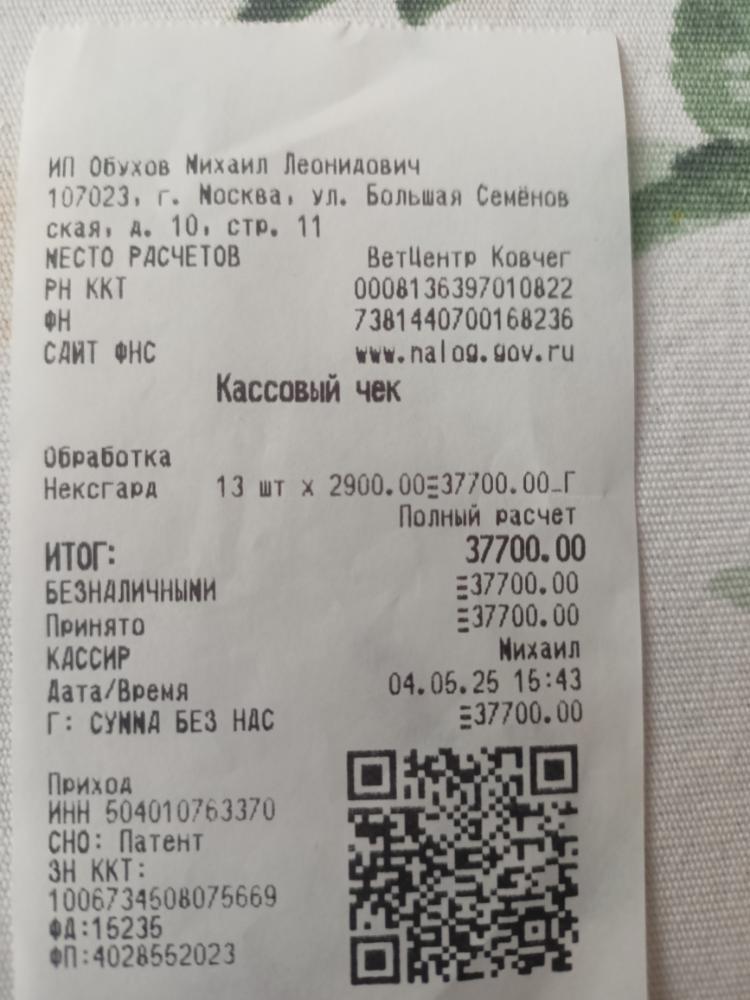 ИП Обухов Михаил Леонидович
107023, г. Москва, ул. Большая Семёнов
ская, д. 10, стр. 11
МЕСТО РАСЧЕТОВ ВетЦентр Ковчег
РН ККТ 0008136397010822
ФН 7381440700168236
САЙТ ФНС www.nalog.gov.ru
Кассовый чек
Обработка
Нексгард 13 шт х 2900.00≡37700.00_Г
Полный расчет
ИТОГ: 37700.00
БЕЗНАЛИЧНЫМИ ≡37700.00
Принято ≡37700.00
КАССИР Михаил
Дата/Время 04.05.25 15:43
Г: СУММА БЕЗ НДС ≡37700.00
Приход
ИНН 504010763370
СНО: Патент
ЗН ККТ:
1006734508075669
ФД:15235
ФП:4028552023